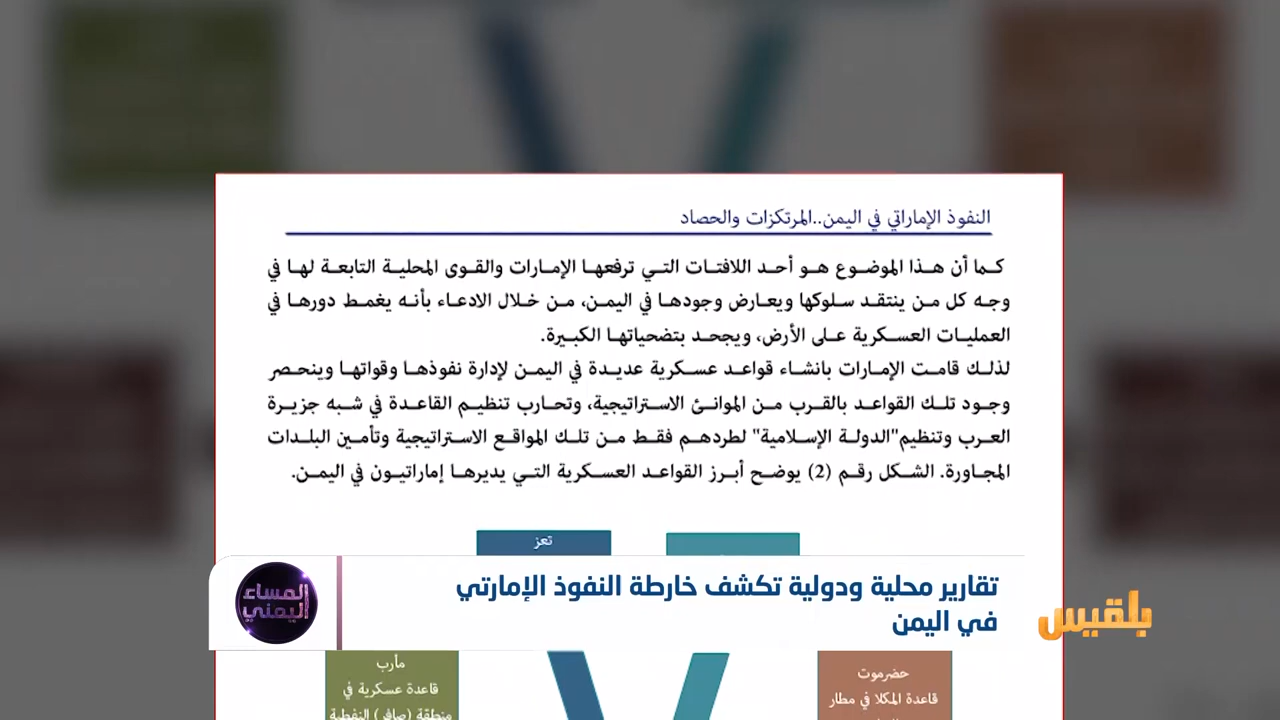 النفوذ الإماراتي في اليمن..المرتكزات والحصاد
كما أن هذا الموضوع هو أحد اللافتات التي ترفعها الإمارات والقوى المحلية التابعة لها في
وجه كل من ينتقد سلوكها ويعارض وجودها في اليمن، من خلال الادعاء بأنه يغمط دورها في
العمليات العسكرية على الأرض، ويجحد بتضحياتها الكبيرة.
لذلك قامت الإمارات بانشاء قواعد عسكرية عديدة في اليمن لإدارة نفوذها وقواتها وينحصر
وجود تلك القواعد بالقرب من الموانئ الاستراتيجية، وتحارب تنظيم القاعدة في شبه جزيرة
العرب وتنظيم"الدولة الإسلامية" لطردهم فقط من تلك المواقع الاستراتيجية وتأمين البلدات
المجاورة. الشكل رقم (2) يوضح أبرز القواعد العسكرية التي يديرها إماراتيون في اليمن.
تعز
تقارير محلية ودولية تكشف خارطة النفوذ الإمارتي
في اليمن
المساء
اليمني
بلقيس
حضرموت
قاعدة المكلا في مطار
مأرب
قاعدة عسكرية في
منطقة (صافر) النفطية